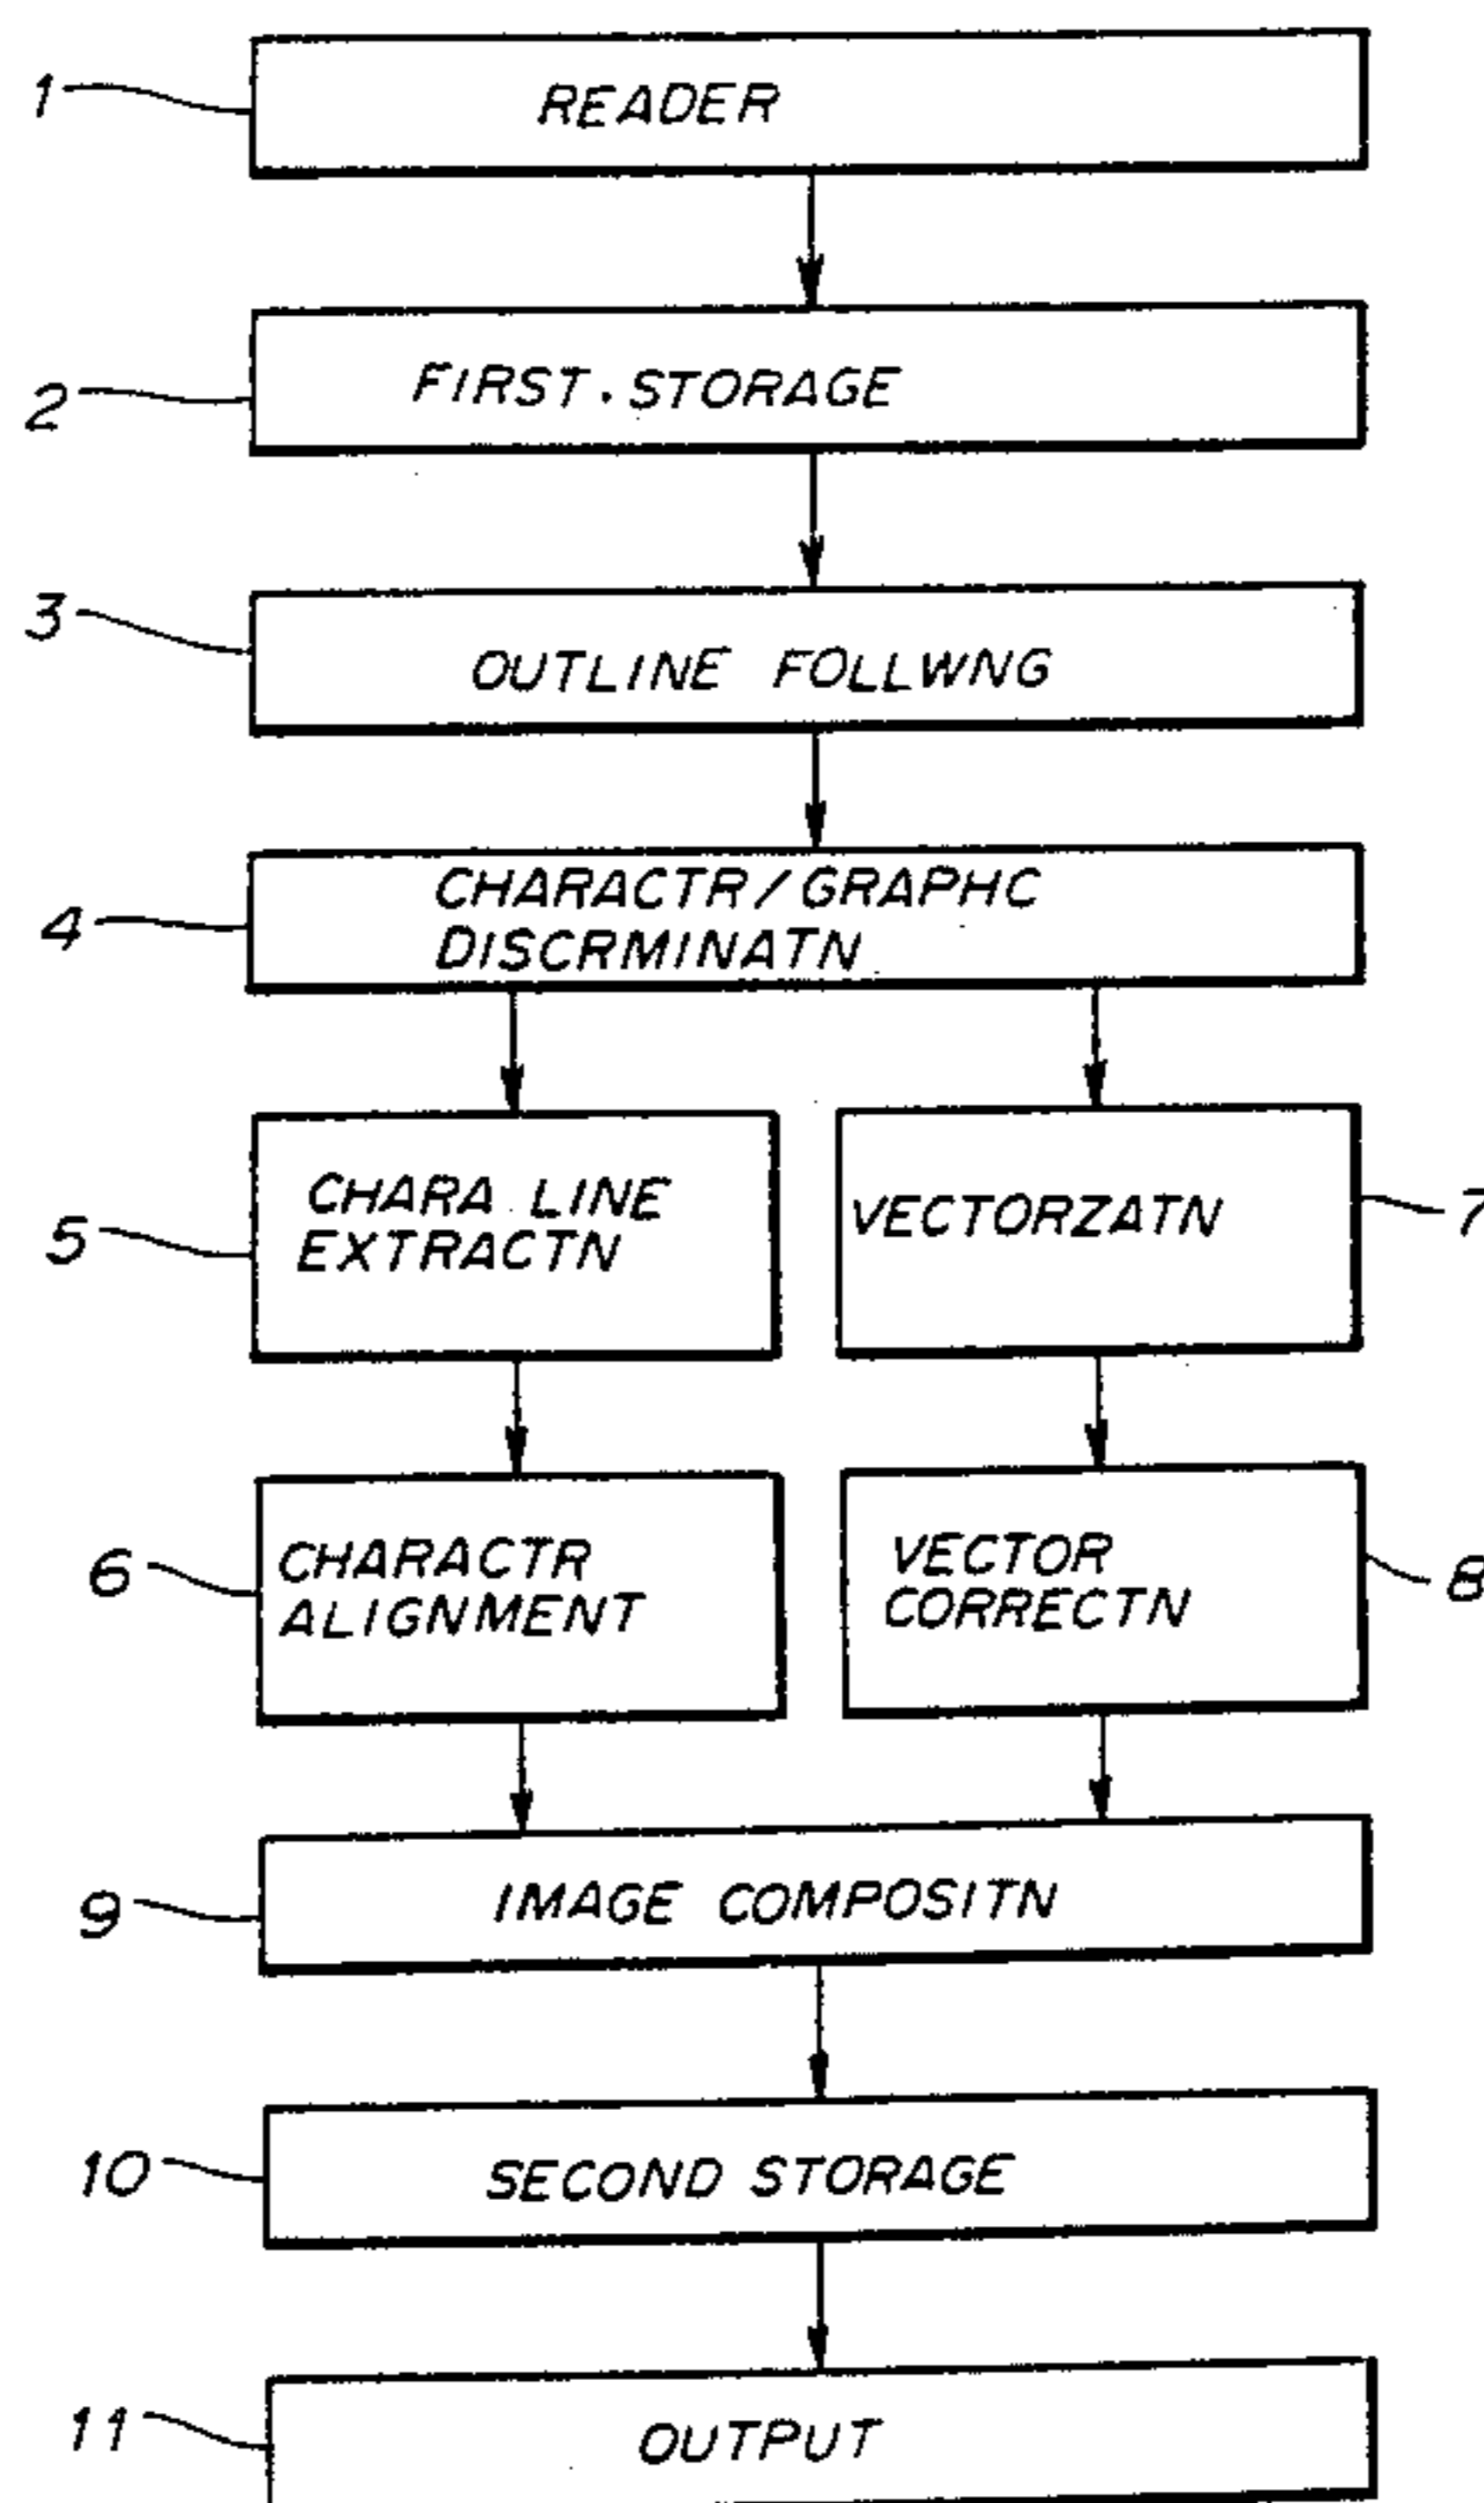 1 READER
2 FIRST. STORAGE
3 OUTLINE FOLLWNG
4 CHARACTR/GRAPHC
DISCRMINATN
5 CHARA LINE
EXTRACTN
VECTORZATN 7
6 CHARACTR
ALIGNMENT
VECTOR
CORRECTN 8
9 IMAGE COMPOSITN
10 SECOND STORAGE
11 OUTPUT